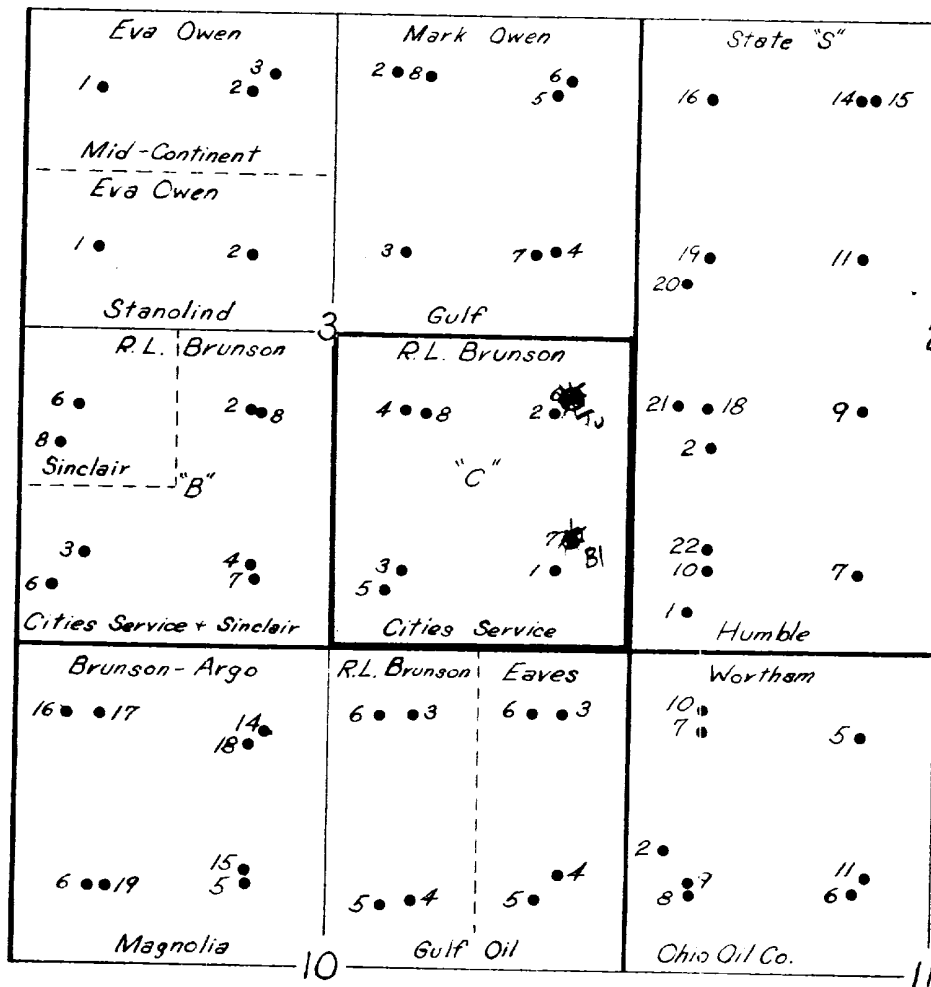 Eva Owen
1 3
2
Mid-Continent
Eva Owen
1 2
Stanolind
Mark Owen
2 8 6
5
3 7 4
Gulf
State "S"
16 14 15
19 11
20
21 18 9
2
22
10 7
1
Humble
3
R.L. Brunson
6 2 8
8
Sinclair
"B"
3 4
6 7
Cities Service + Sinclair
R.L. Brunson
4 8 2
"C"
7
BI
3 1
5
Cities Service
Brunson-Argo
16 17 14
18
15
6 19 5
Magnolia
R.L. Brunson
6 3
5 4
Eaves
6 3
4
5
Gulf Oil
Wortham
10
7 5
2
9 11
8 6
Ohio Oil Co.
10
11